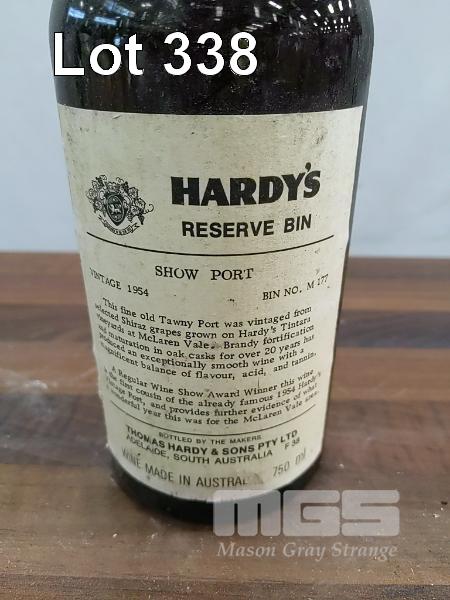 Lot 338
HARDY'S
RESERVE BIN
SHOW PORT
VINTAGE 1954
BIN NO. M 177
This fine old Tawny Port was vintaged from
selected Shiraz grapes grown on Hardy's Tintara
vineyards at McLaren Vale. Brandy fortification
and maturation in oak casks for over 20 years has
produced an exceptionally smooth wine with a
magnificent balance of flavour, acid, and tannin.
A Regular Wine Show Award Winner this wine
is the first cousin of the already famous 1954 Hardy's
Vintage Port, and provides further evidence of what
wonderful year this was for the McLaren Vale area.
BOTTLED BY THE MAKERS
THOMAS HARDY & SONS PTY LTD
ADELAIDE, SOUTH AUSTRALIA F 38
WINE MADE IN AUSTRAL 750 ml
MGS
Mason Gray Strange